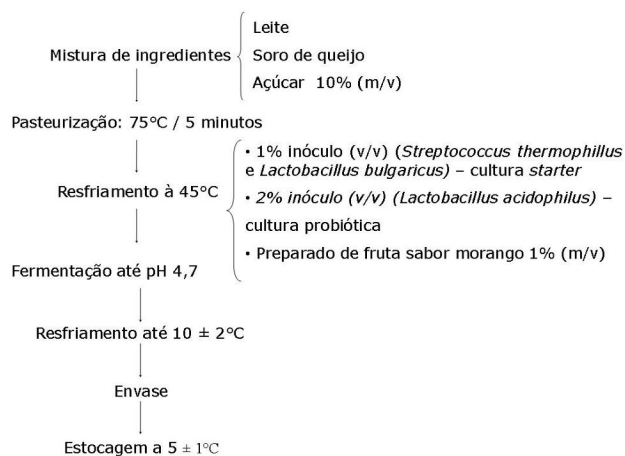 Mistura de ingredientes
Leite
Soro de queijo
Açúcar 10% (m/v)
Pasteurização: 75°C / 5 minutos
Resfriamento à 45°C
• 1% inóculo (v/v) (Streptococcus thermophillus
e Lactobacillus bulgaricus) – cultura starter
• 2% inóculo (v/v) (Lactobacillus acidophilus) –
cultura probiótica
• Preparado de fruta sabor morango 1% (m/v)
Fermentação até pH 4,7
Resfriamento até 10 ± 2°C
Envase
Estocagem a 5 ± 1°C